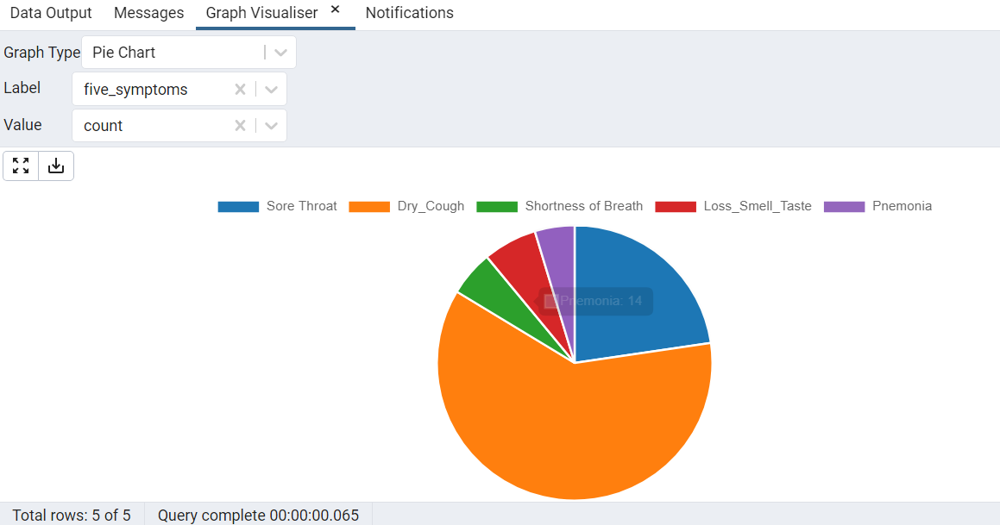 Data Output Messages Graph Visualiser × Notifications
Graph Type Pie Chart
Label five_symptoms
Value count
Sore Throat Dry_Cough Shortness of Breath Loss_Smell_Taste Pnemonia
Pnemonia: 14
Total rows: 5 of 5 Query complete 00:00:00.065